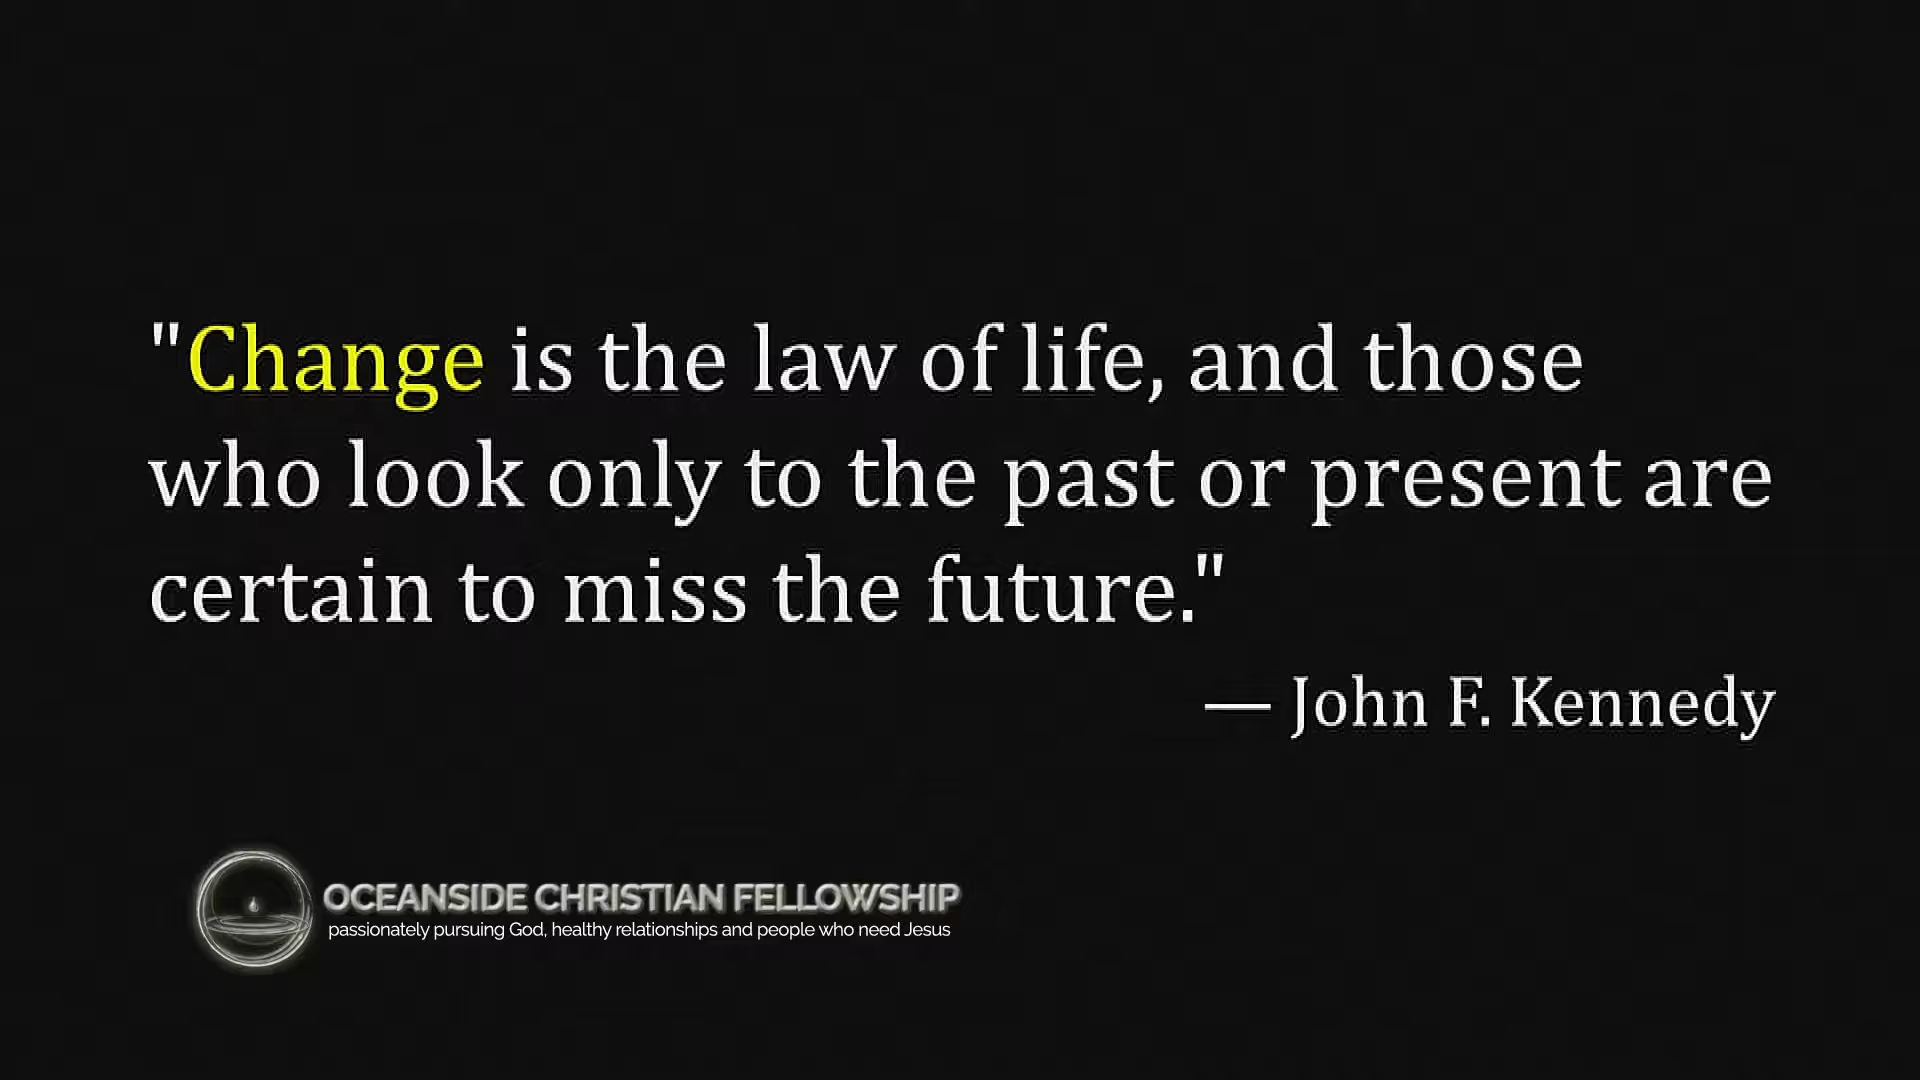 "Change is the law of life, and those
who look only to the past or present are
certain to miss the future."
— John F. Kennedy
OCEANSIDE CHRISTIAN FELLOWSHIP
passionately pursuing God, healthy relationships and people who need Jesus